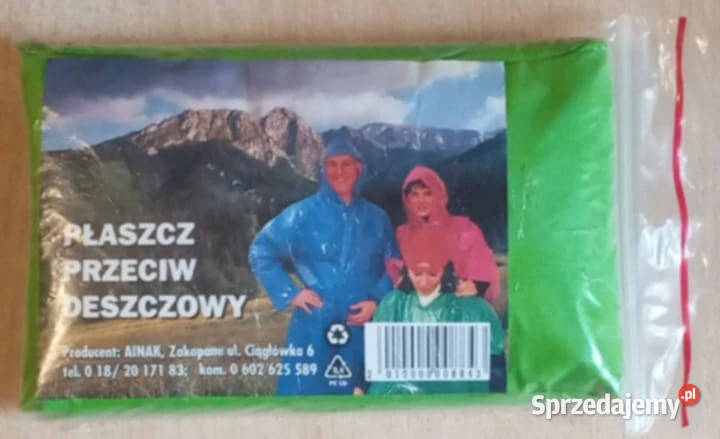 PŁASZCZ
PRZECIW
DESZCZOWY
Producent: AINAK, Zakopane ul. Ciągłówka 6
tel. 0 18/ 20 171 83; kom. 0 602 625 589
Sprzedajemy.pl